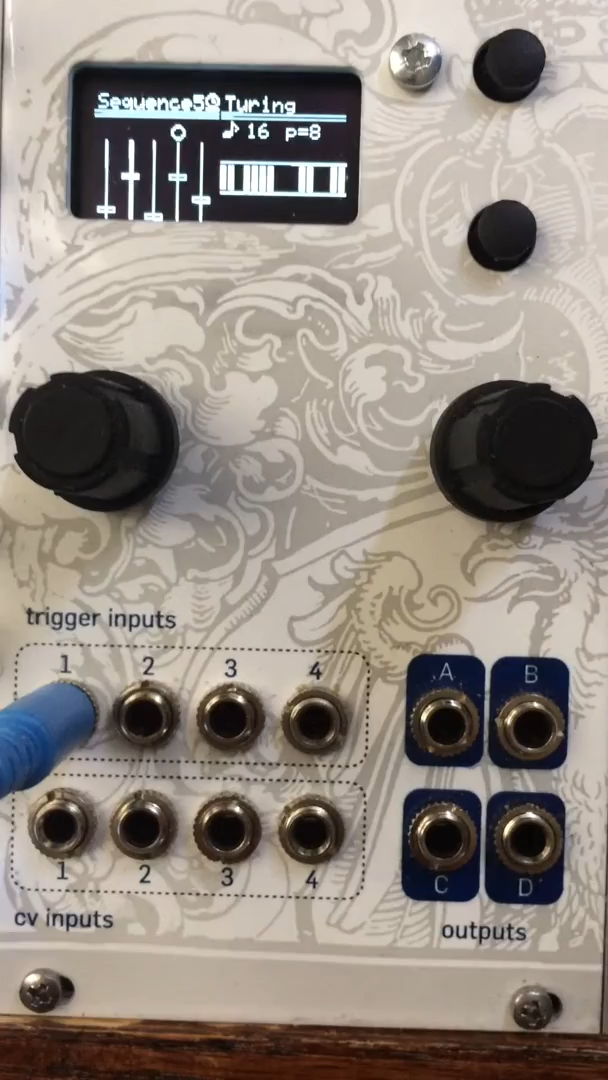 Sequence5 Turing
♪ 16 p=8
trigger inputs
1 2 3 4
A B
1 2 3 4
C D
cv inputs
outputs